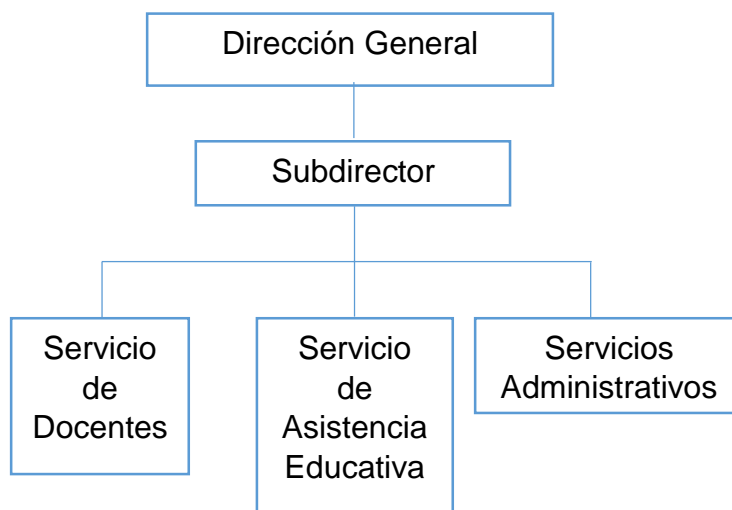 Dirección General
Subdirector
Servicio
de
Docentes
Servicio
de
Asistencia
Educativa
Servicios
Administrativos